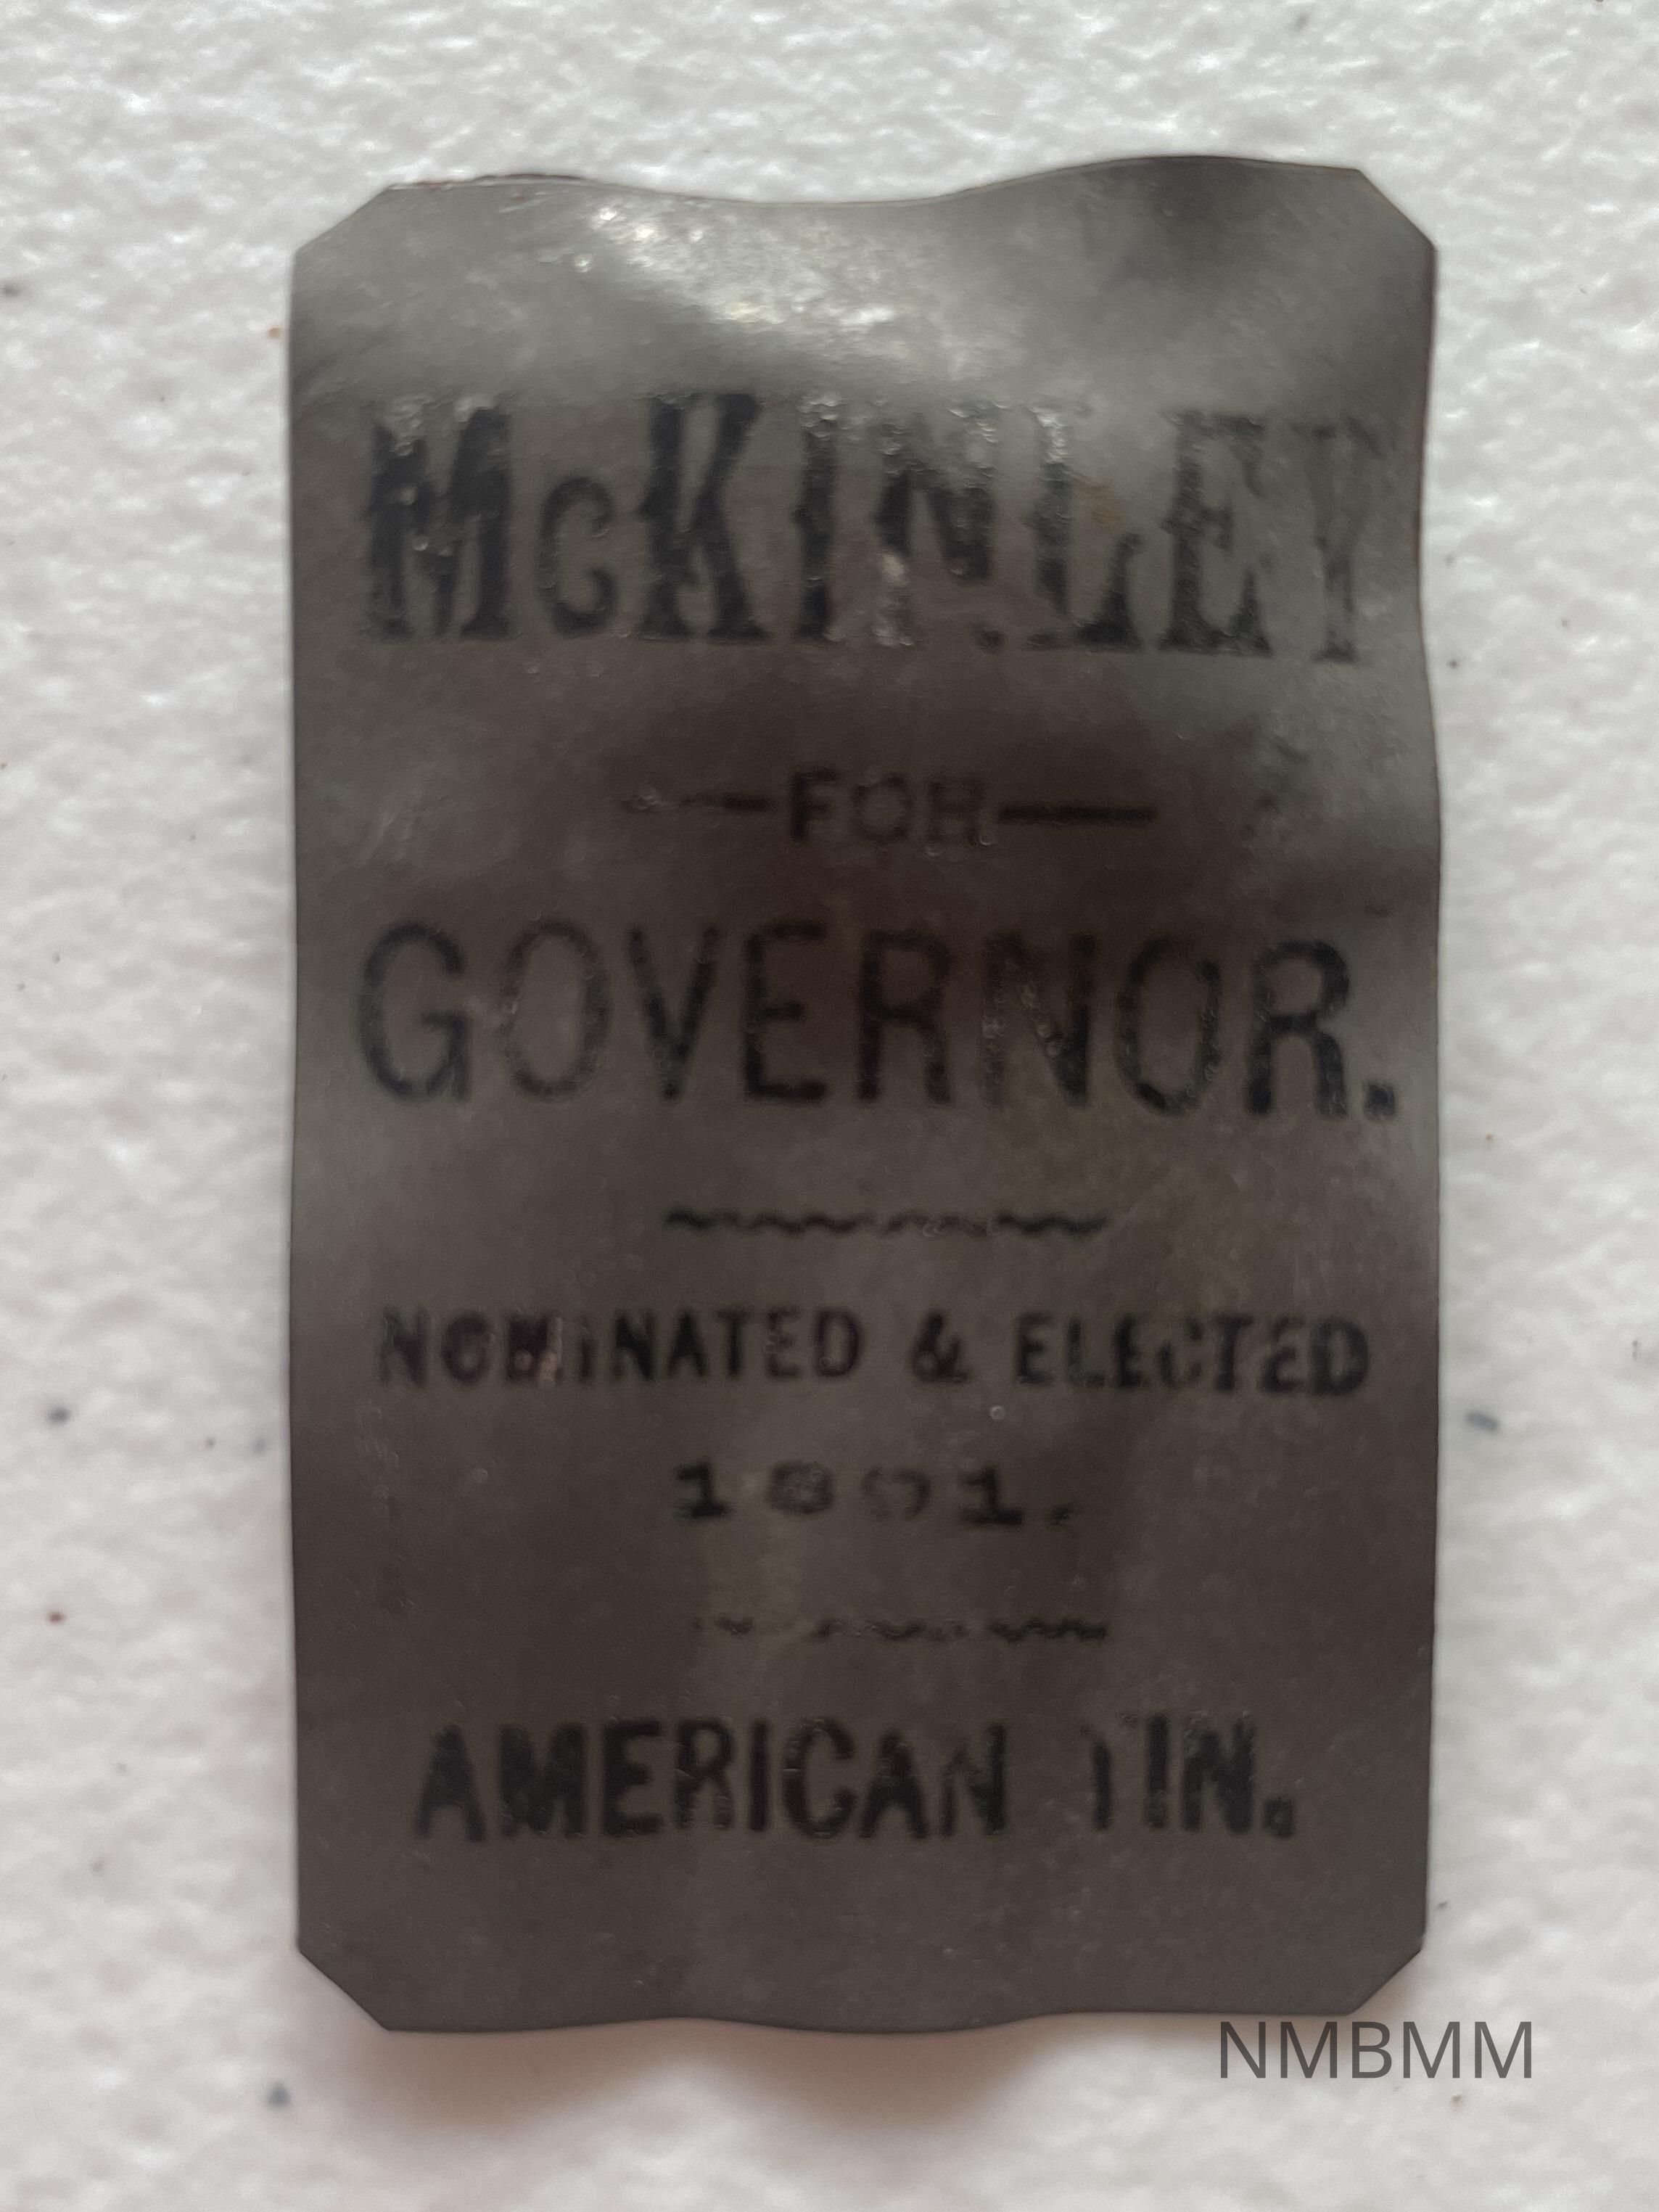 McKINLEY
—FOR—
GOVERNOR.
NOMINATED & ELECTED
1891.
AMERICAN TIN.
NMBMM